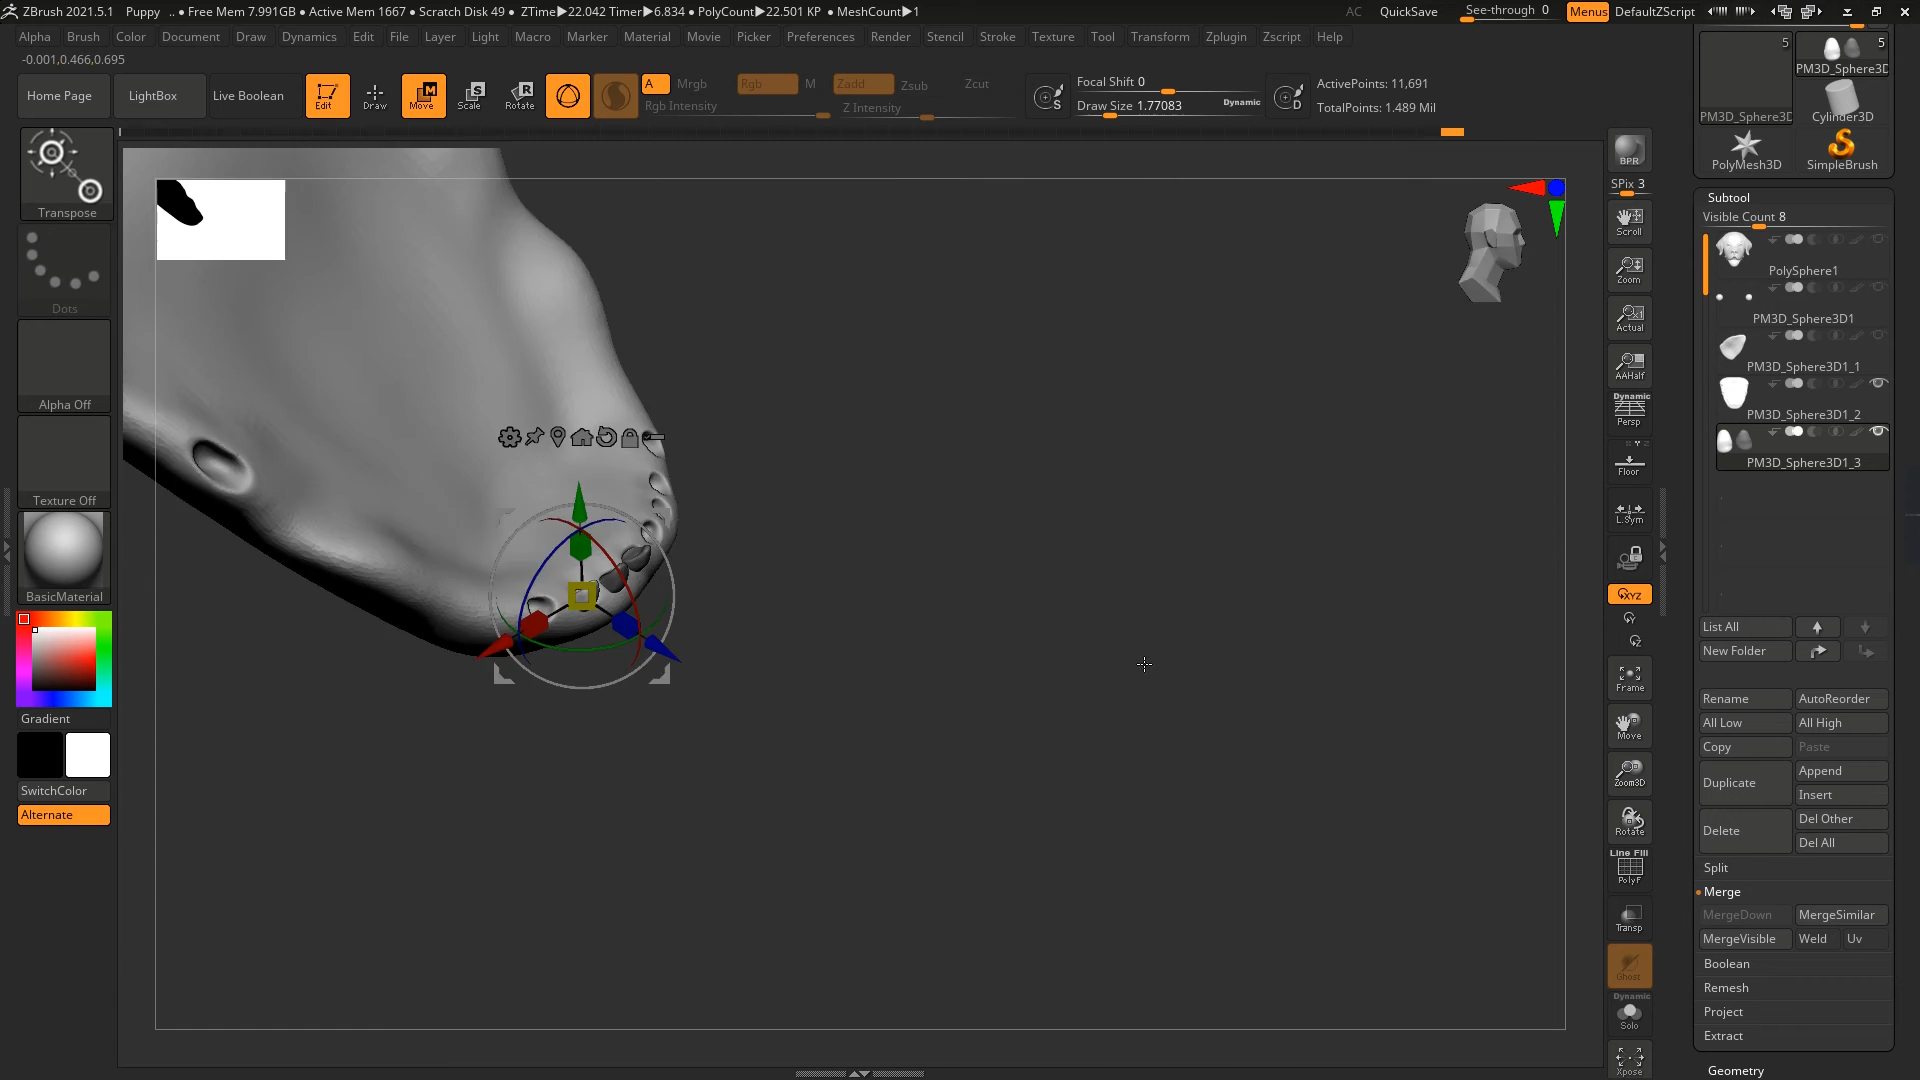 ZBrush 2021.5.1 Puppy .. • Free Mem 7.991GB • Active Mem 1667 • Scratch Disk 49 • ZTime▶22.042 Timer▶6.834 • PolyCount▶22.501 KP • MeshCount▶1 AC QuickSave See-through 0 Menus DefaultZScript
Alpha Brush Color Document Draw Dynamics Edit File Layer Light Macro Marker Material Movie Picker Preferences Render Stencil Stroke Texture Tool Transform Zplugin Zscript Help
-0.001,0.466,0.695
Home Page LightBox Live Boolean Edit Draw Move Scale Rotate A Mrgb Rgb M Zadd Zsub Zcut
Rgb Intensity Z Intensity
S Focal Shift 0
Draw Size 1.77083 Dynamic D
ActivePoints: 11,691
TotalPoints: 1.489 Mil
Transpose
Dots
Alpha Off
Texture Off
BasicMaterial
Gradient
SwitchColor
Alternate
BPR
SPix 3
Scroll
Zoom
Actual
AAHalf
Dynamic
Persp
Floor
L.Sym
XYZ
Frame
Move
Zoom3D
Rotate
Line Fill
PolyF
Transp
Ghost
Dynamic
Solo
Xpose
5 5
PM3D_Sphere3D
PM3D_Sphere3D Cylinder3D
PolyMesh3D SimpleBrush
Subtool
Visible Count 8
PolySphere1
PM3D_Sphere3D1
PM3D_Sphere3D1_1
PM3D_Sphere3D1_2
PM3D_Sphere3D1_3
List All
New Folder
Rename AutoReorder
All Low All High
Copy Paste
Duplicate Append
Insert
Delete Del Other
Del All
Split
Merge
MergeDown MergeSimilar
MergeVisible Weld Uv
Boolean
Remesh
Project
Extract
Geometry